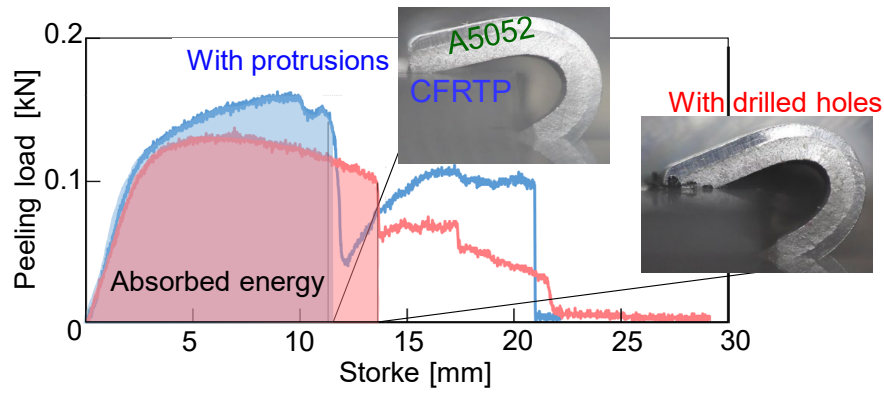 0.2
With protrusions
A5052
CFRTP
With drilled holes
Peeling load [kN]
0.1
Absorbed energy
0
5
10
15
20
25
30
Storke [mm]